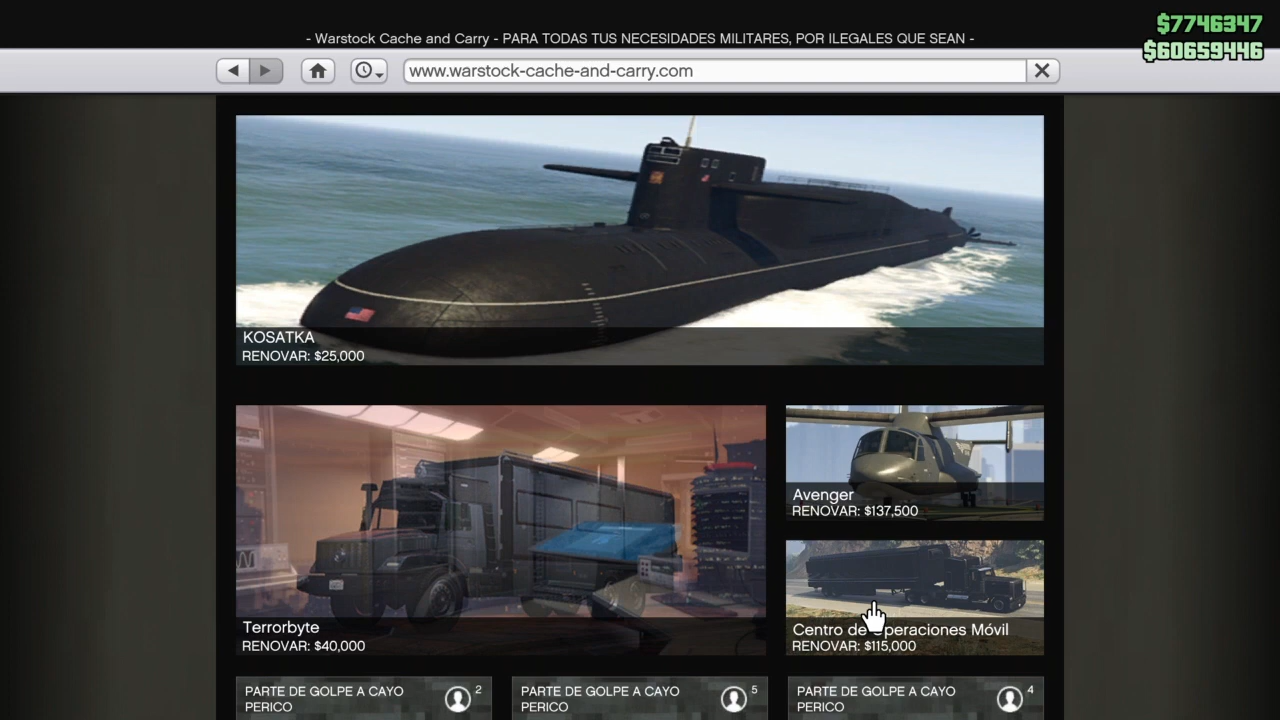 $7746347
- Warstock Cache and Carry - PARA TODAS TUS NECESIDADES MILITARES, POR ILEGALES QUE SEAN -
$60659446
www.warstock-cache-and-carry.com
KOSATKA
RENOVAR: $25,000
Avenger
RENOVAR: $137,500
Terrorbyte
RENOVAR: $40,000
Centro de Operaciones Móvil
RENOVAR: $115,000
PARTE DE GOLPE A CAYO
PERICO
2
PARTE DE GOLPE A CAYO
PERICO
5
PARTE DE GOLPE A CAYO
PERICO
4